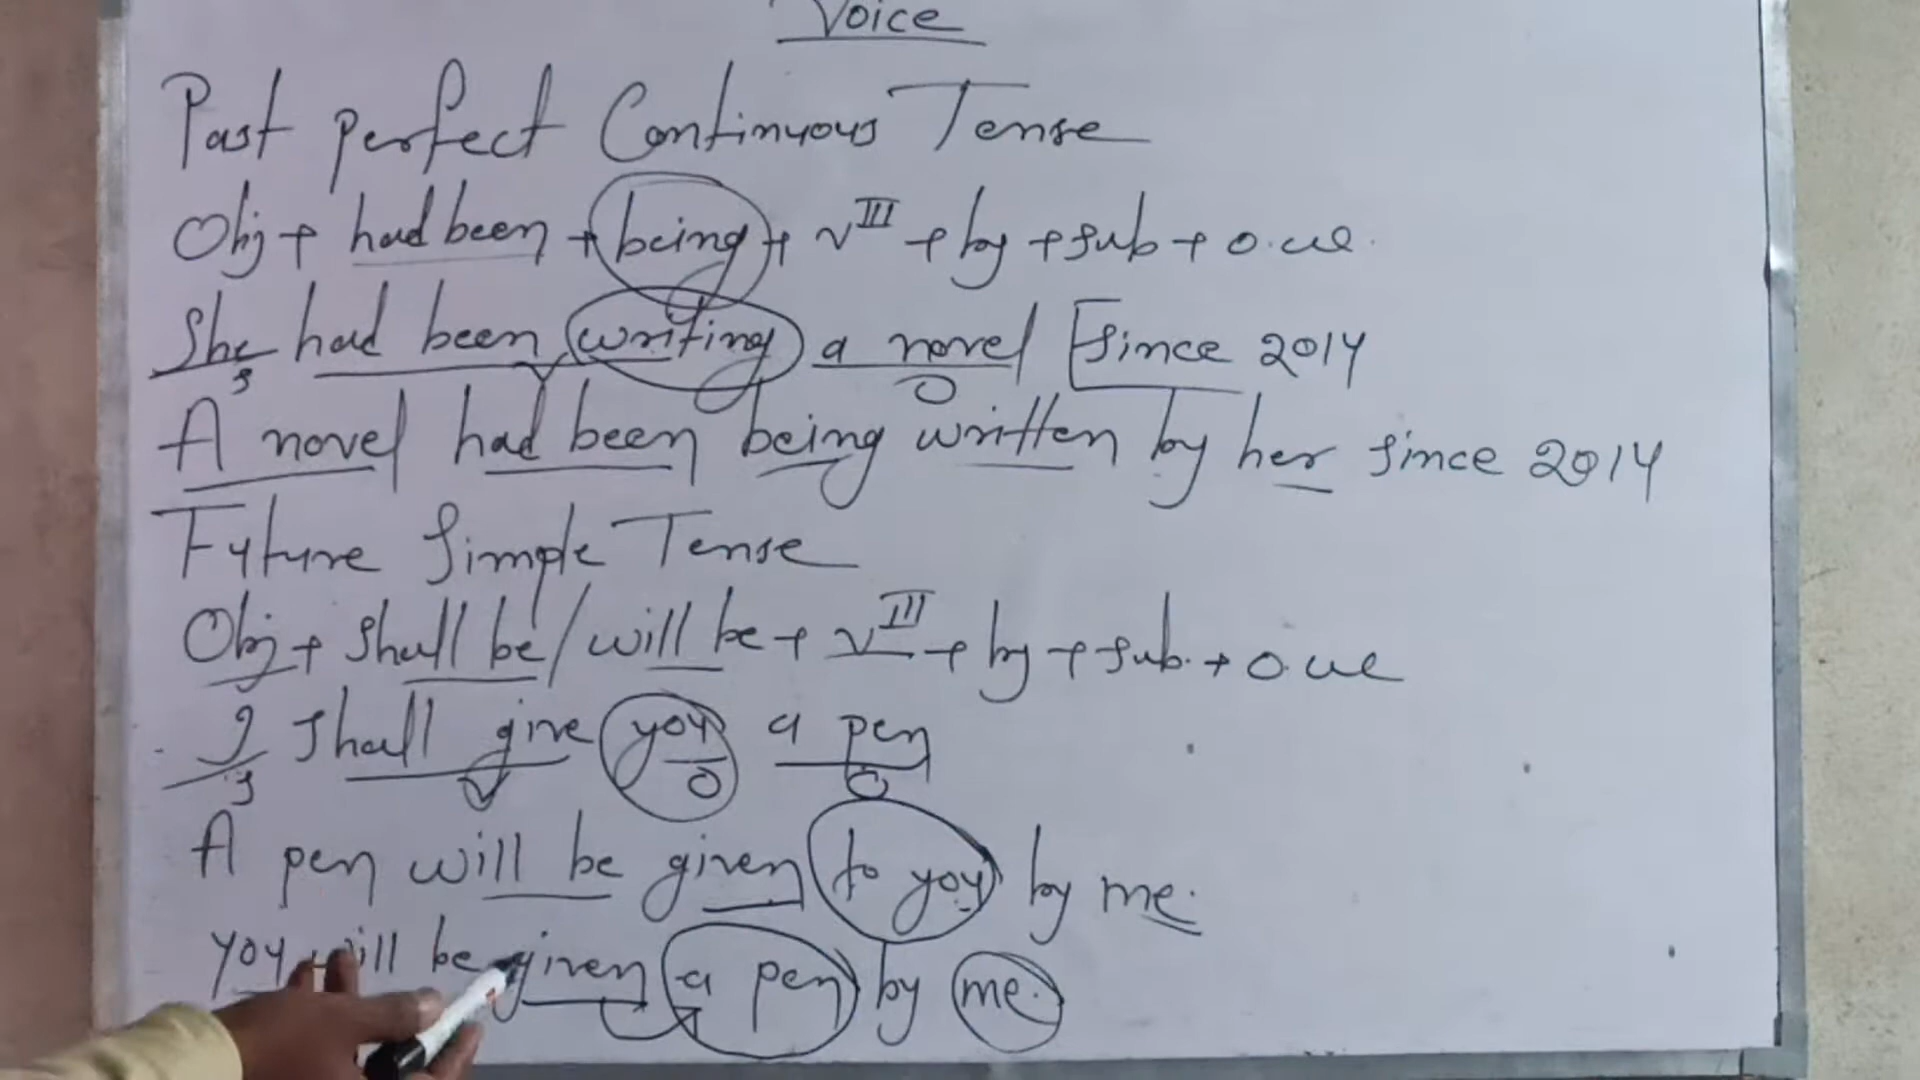 Voice
Past perfect Continuous Tense
Obj + had been + being + V III + by + sub + o.we.
She had been writing a novel since 2014
S V O
A novel had been being written by her since 2014
Future Simple Tense
Obj + Shall be / will be + V III + by + sub. + o.we
I shall give you a pen
S V O O
A pen will be given to you by me.
you will be given a pen by me.